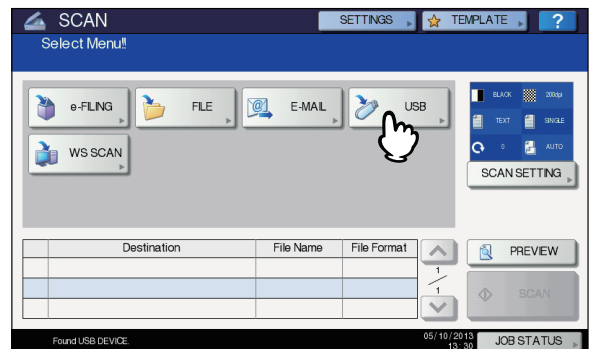 SCAN
SETTINGS
TEMPLATE
?
Select Menu!!
e-FILING
FILE
E-MAIL
USB
WS SCAN
BLACK
200dpi
TEXT
SINGLE
0
AUTO
SCAN SETTING
Destination File Name File Format
1
1
PREVIEW
SCAN
Found USB DEVICE.
05/10/2013
13:30
JOB STATUS